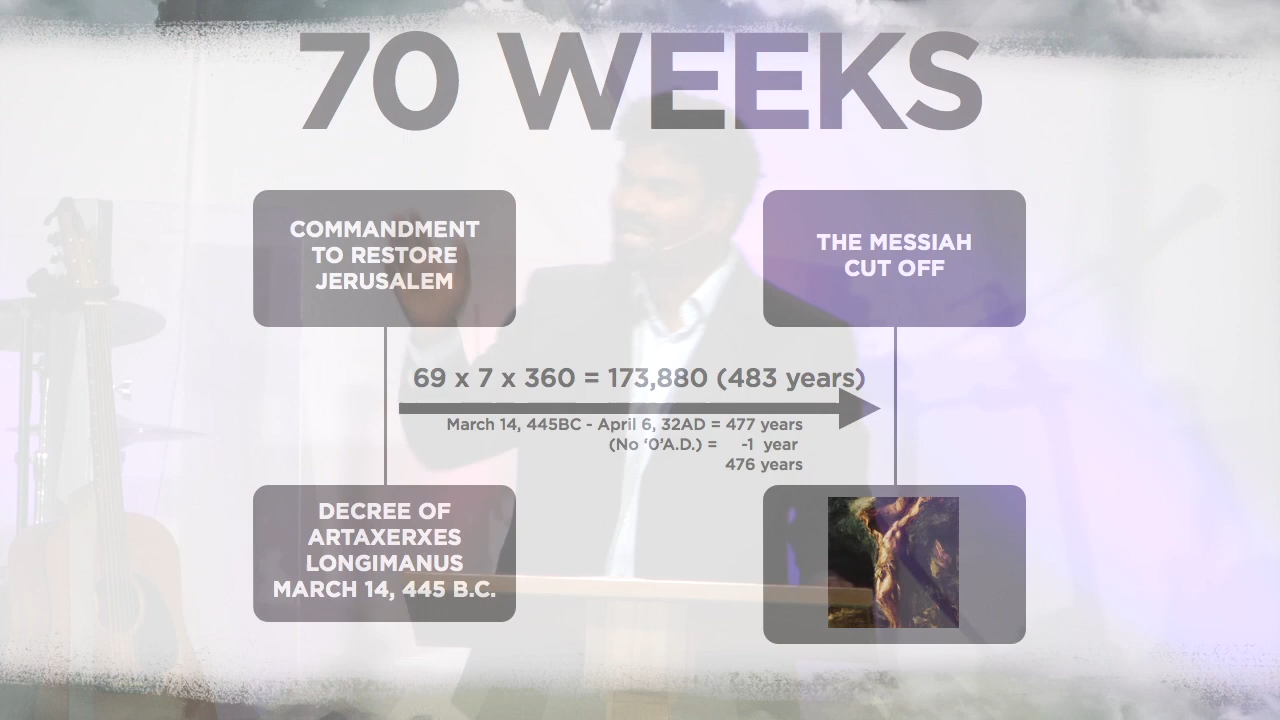 70 WEEKS
COMMANDMENT
TO RESTORE
JERUSALEM
THE MESSIAH
CUT OFF
69 x 7 x 360 = 173,880 (483 years)
March 14, 445BC - April 6, 32AD = 477 years
(No ‘0’A.D.) = -1 year
476 years
DECREE OF
ARTAXERXES
LONGIMANUS
MARCH 14, 445 B.C.